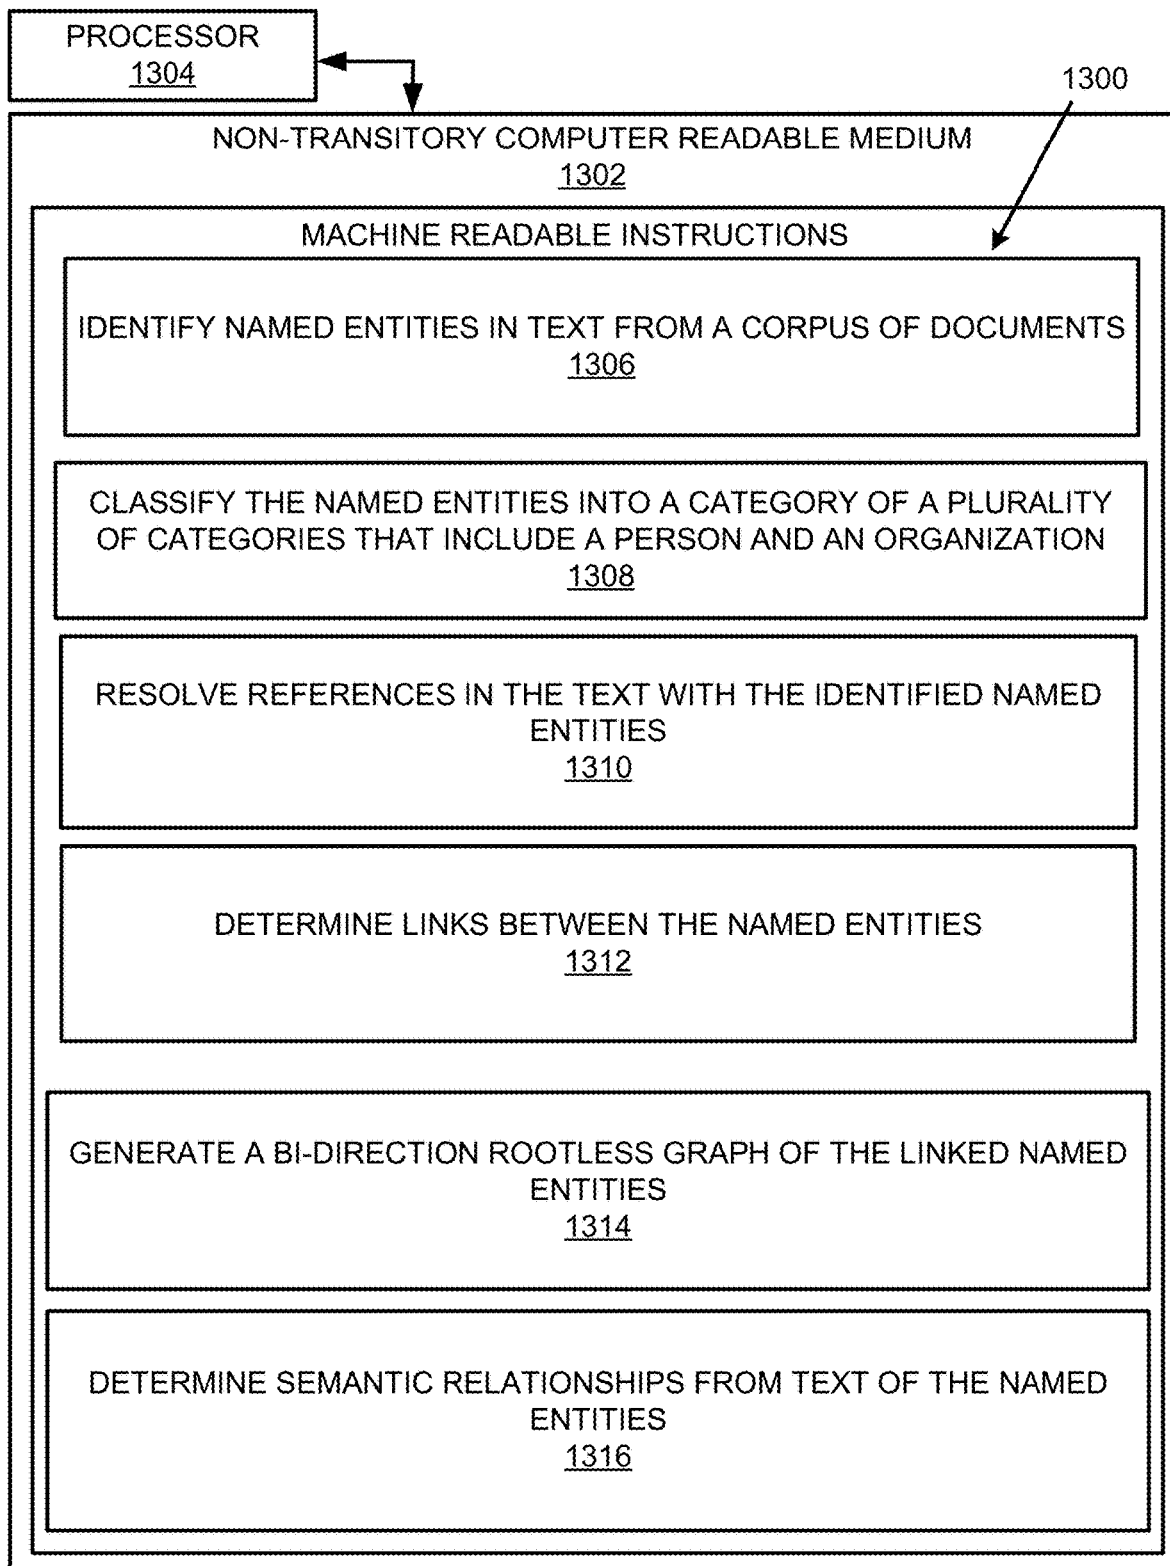 PROCESSOR
1304
1300
NON-TRANSITORY COMPUTER READABLE MEDIUM
1302
MACHINE READABLE INSTRUCTIONS
IDENTIFY NAMED ENTITIES IN TEXT FROM A CORPUS OF DOCUMENTS
1306
CLASSIFY THE NAMED ENTITIES INTO A CATEGORY OF A PLURALITY
OF CATEGORIES THAT INCLUDE A PERSON AND AN ORGANIZATION
1308
RESOLVE REFERENCES IN THE TEXT WITH THE IDENTIFIED NAMED
ENTITIES
1310
DETERMINE LINKS BETWEEN THE NAMED ENTITIES
1312
GENERATE A BI-DIRECTION ROOTLESS GRAPH OF THE LINKED NAMED
ENTITIES
1314
DETERMINE SEMANTIC RELATIONSHIPS FROM TEXT OF THE NAMED
ENTITIES
1316